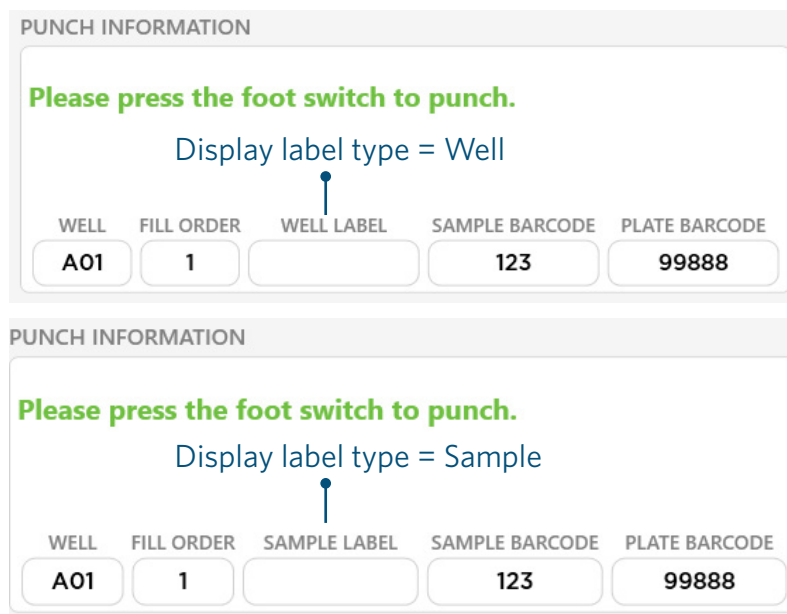 PUNCH INFORMATION
Please press the foot switch to punch.
Display label type = Well
WELL FILL ORDER WELL LABEL SAMPLE BARCODE PLATE BARCODE
A01 1 123 99888
PUNCH INFORMATION
Please press the foot switch to punch.
Display label type = Sample
WELL FILL ORDER SAMPLE LABEL SAMPLE BARCODE PLATE BARCODE
A01 1 123 99888